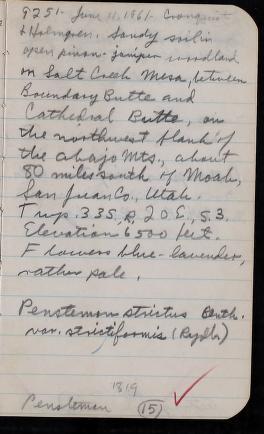 9251. June 11, 1961. Cronquist
& Holmgren. Sandy soil in
open pinon-juniper woodland
on Salt Creek Mesa, between
Boundary Butte and
Cathedral Butte, on
the northwest flank of
the abajo Mts., about
80 miles south of Moab,
San Juan Co., Utah.
Twp. 33S, R. 20E, S. 3.
Elevation 6500 feet.
Flowers blue-lavender,
rather pale.
Penstemon strictus Benth.
var. strictiformis (Rydb.)
1819
Penstemon (15)